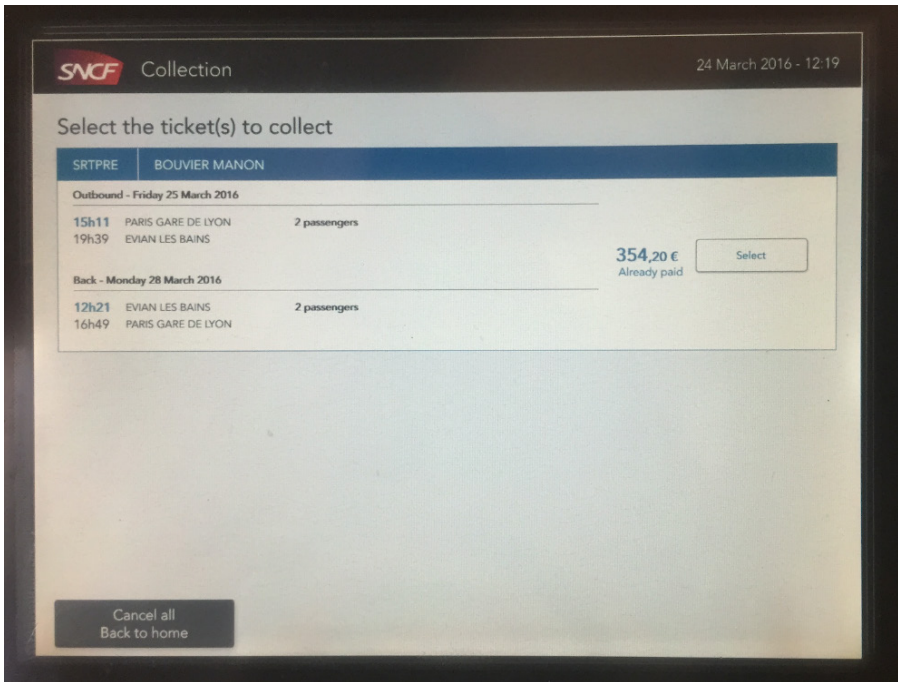 SNCF Collection 24 March 2016 - 12:19
Select the ticket(s) to collect
SRTPRE BOUVIER MANON
Outbound - Friday 25 March 2016
15h11 PARIS GARE DE LYON 2 passengers
19h39 EVIAN LES BAINS
354,20 € Select
Already paid
Back - Monday 28 March 2016
12h21 EVIAN LES BAINS 2 passengers
16h49 PARIS GARE DE LYON
Cancel all
Back to home